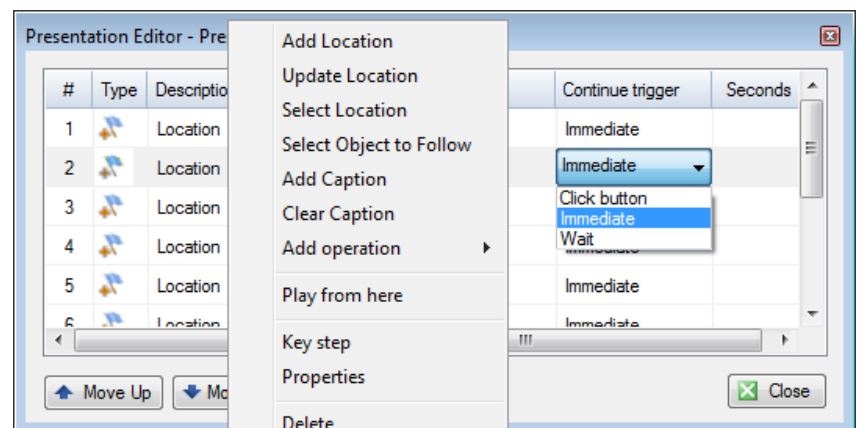 Presentation Editor - Pre
# Type Descriptio Continue trigger Seconds
1 Location Immediate
2 Location Immediate
3 Location
4 Location Immediate
5 Location Immediate
6 Location Immediate
Click button
Immediate
Wait
Add Location
Update Location
Select Location
Select Object to Follow
Add Caption
Clear Caption
Add operation
Play from here
Key step
Properties
Delete
Move Up Mo Close